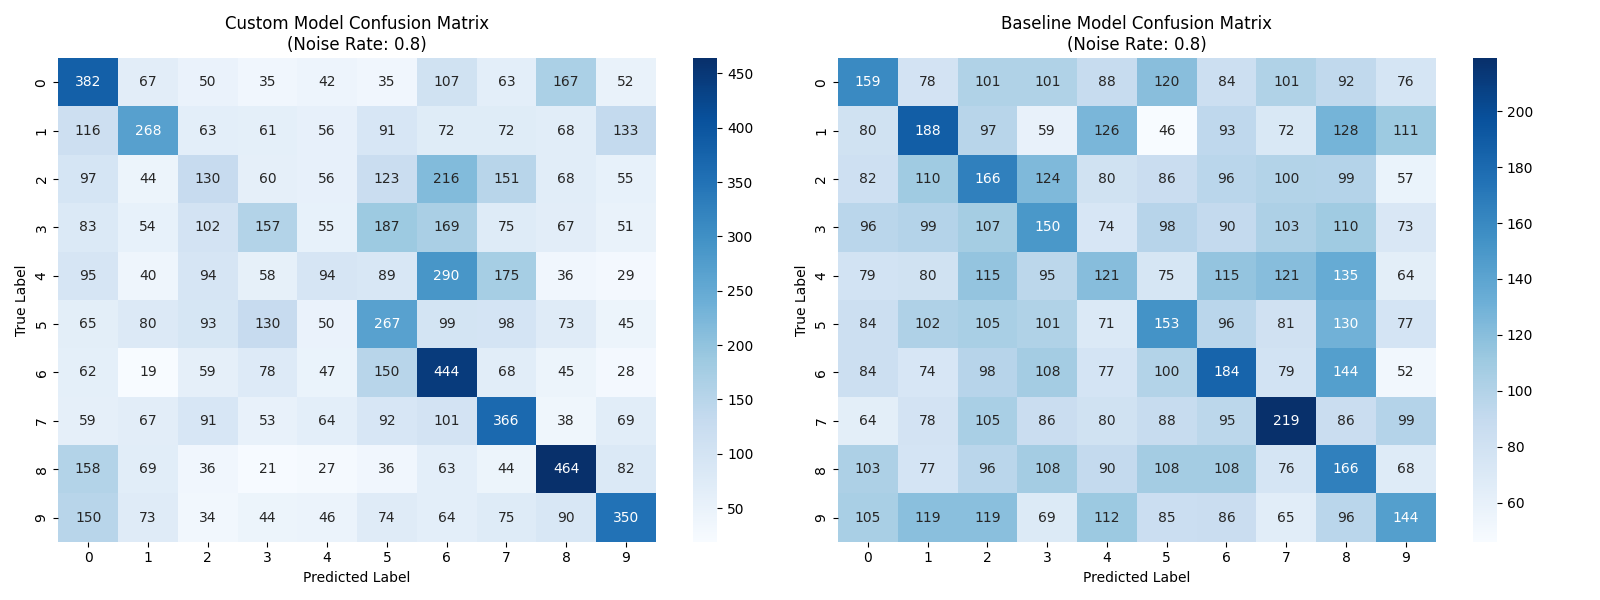 Custom Model Confusion Matrix
(Noise Rate: 0.8)
0 382 67 50 35 42 35 107 63 167 52
1 116 268 63 61 56 91 72 72 68 133
2 97 44 130 60 56 123 216 151 68 55
3 83 54 102 157 55 187 169 75 67 51
4 95 40 94 58 94 89 290 175 36 29
5 65 80 93 130 50 267 99 98 73 45
6 62 19 59 78 47 150 444 68 45 28
7 59 67 91 53 64 92 101 366 38 69
8 158 69 36 21 27 36 63 44 464 82
9 150 73 34 44 46 74 64 75 90 350
0 1 2 3 4 5 6 7 8 9
Predicted Label
True Label
450
400
350
300
250
200
150
100
50
Baseline Model Confusion Matrix
(Noise Rate: 0.8)
0 159 78 101 101 88 120 84 101 92 76
1 80 188 97 59 126 46 93 72 128 111
2 82 110 166 124 80 86 96 100 99 57
3 96 99 107 150 74 98 90 103 110 73
4 79 80 115 95 121 75 115 121 135 64
5 84 102 105 101 71 153 96 81 130 77
6 84 74 98 108 77 100 184 79 144 52
7 64 78 105 86 80 88 95 219 86 99
8 103 77 96 108 90 108 108 76 166 68
9 105 119 119 69 112 85 86 65 96 144
0 1 2 3 4 5 6 7 8 9
Predicted Label
True Label
200
180
160
140
120
100
80
60